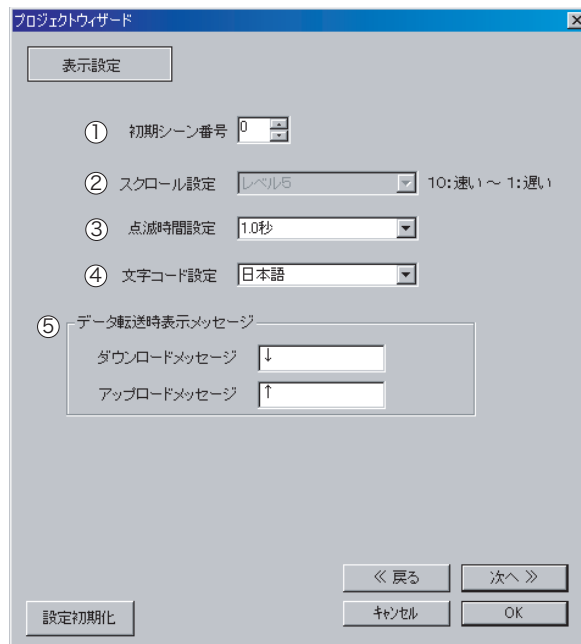 プロジェクトウィザード
表示設定
① 初期シーン番号 0
② スクロール設定 レベル5 10:速い～1:遅い
③ 点滅時間設定 1.0秒
④ 文字コード設定 日本語
⑤ データ転送時表示メッセージ
ダウンロードメッセージ ↓
アップロードメッセージ ↑
≪ 戻る 次へ ≫
設定初期化 キャンセル OK